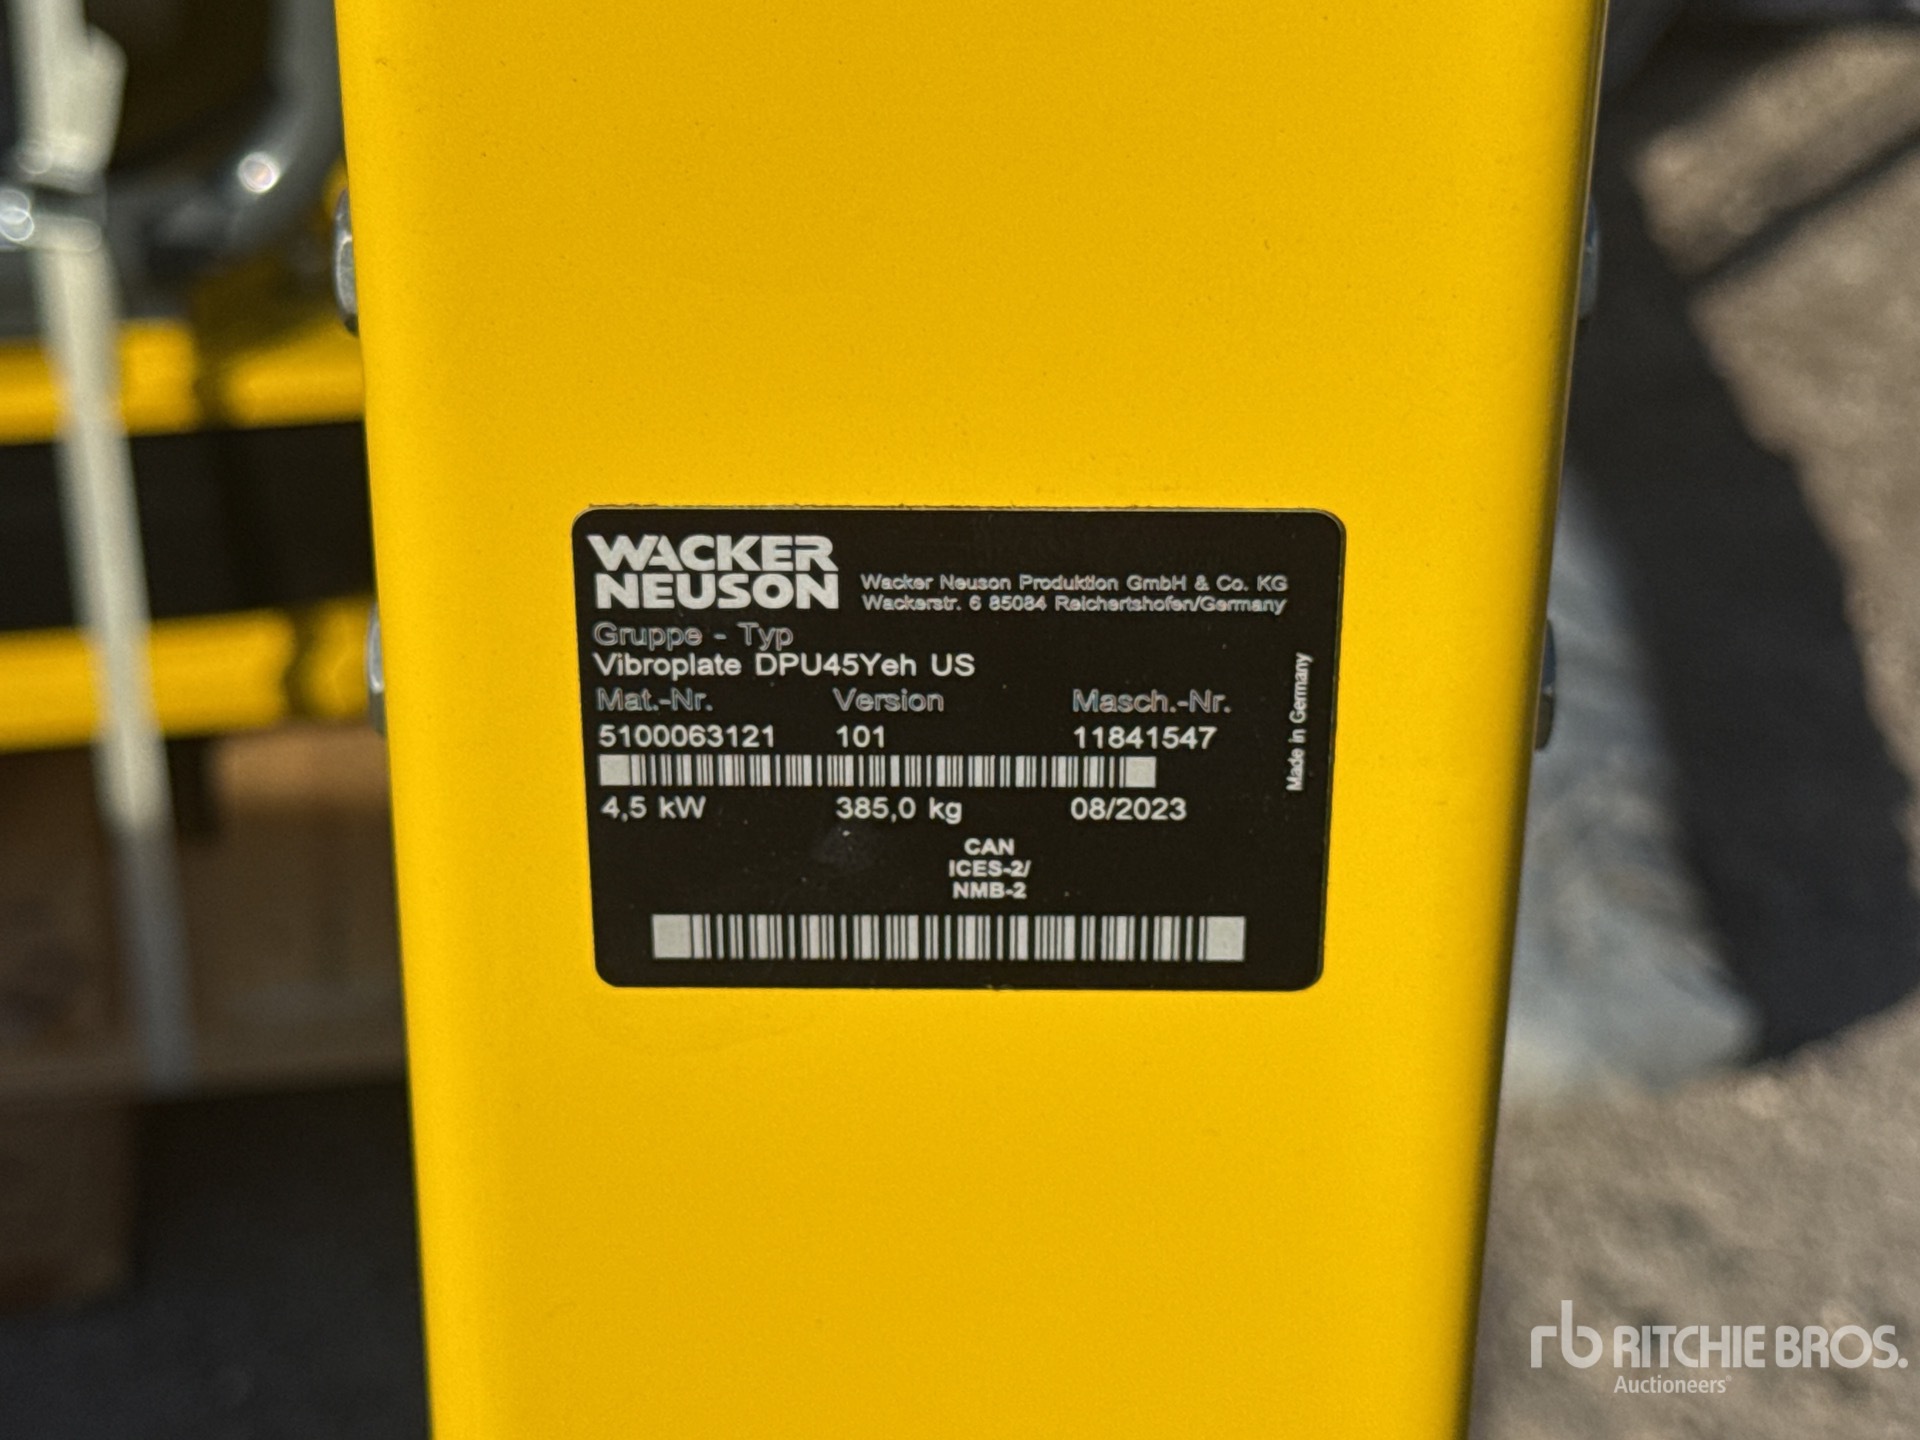 WACKER
NEUSON
Wacker Neuson Produktion GmbH & Co. KG
Wackerstr. 6 85084 Reichertshofen/Germany
Gruppe - Typ
Vibroplate DPU45Yeh US
Mat.-Nr. Version Masch.-Nr.
5100063121 101 11841547
4,5 kW 385,0 kg 08/2023
Made in Germany
CAN
ICES-2/
NMB-2
rb RITCHIE BROS.
Auctioneers